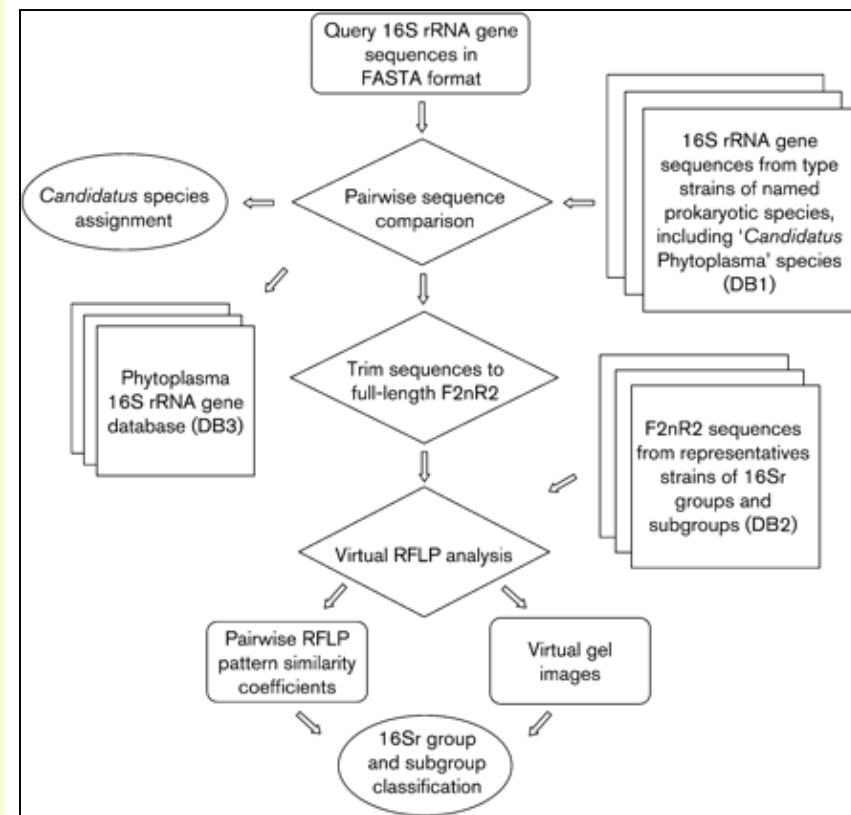 Query 16S rRNA gene
sequences in
FASTA format
16S rRNA gene
sequences from type
strains of named
prokaryotic species,
including ‘Candidatus
Phytoplasma’ species
(DB1)
Candidatus species
assignment
Pairwise sequence
comparison
Phytoplasma
16S rRNA gene
database (DB3)
Trim sequences to
full-length F2nR2
F2nR2 sequences
from representatives
strains of 16Sr
groups and
subgroups (DB2)
Virtual RFLP analysis
Pairwise RFLP
pattern similarity
coefficients
Virtual gel
images
16Sr group
and subgroup
classification